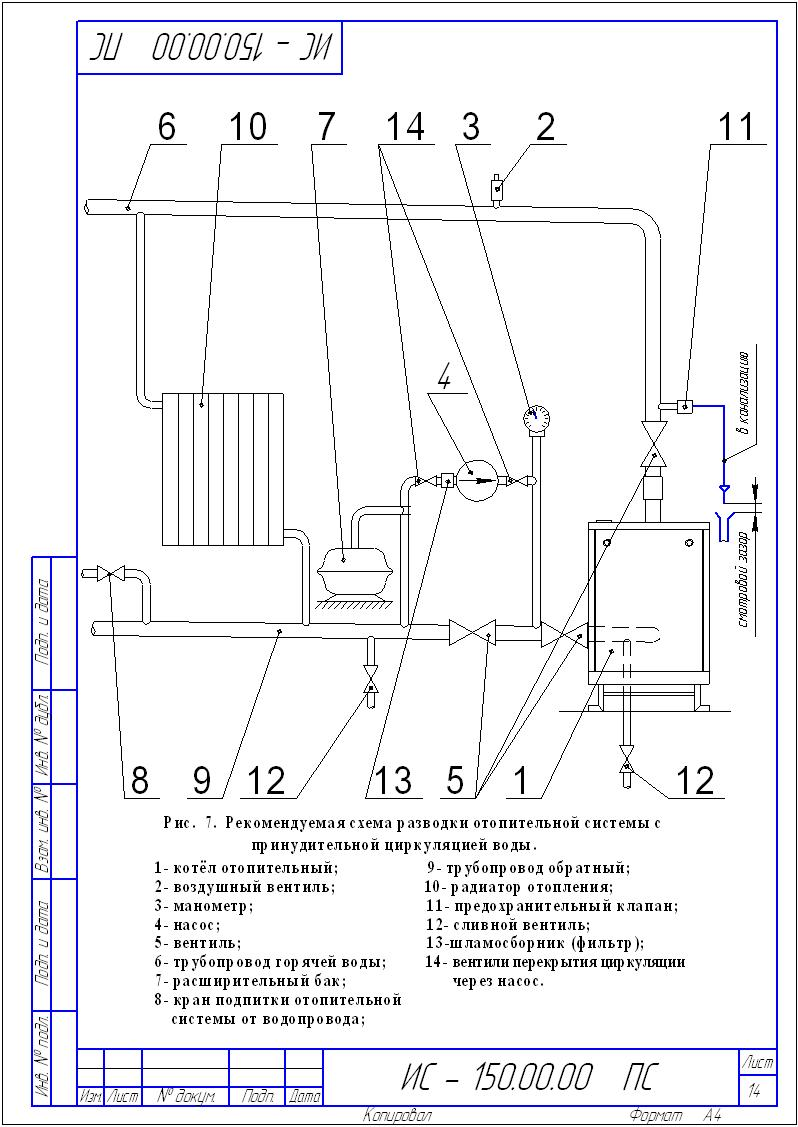 ИС - 150.00.00 ПС
6 10 7 14 3 2 11
4
в канализацию
смотровой зазор
8 9 12 13 5 1 12
Рис. 7. Рекомендуемая схема разводки отопительной системы с
принудительной циркуляцией воды.
1- котёл отопительный;
2- воздушный вентиль;
3- манометр;
4- насос;
5- вентиль;
6- трубопровод горячей воды;
7- расширительный бак;
8- кран подпитки отопительной
системы от водопровода;
9- трубопровод обратный;
10- радиатор отопления;
11- предохранительный клапан;
12- сливной вентиль;
13-шламосборник (фильтр);
14- вентили перекрытия циркуляции
через насос.
Подп. и дата
Инв. № дубл.
Взам. инв. №
Подп. и дата
Инв. № подл.
Изм. Лист № докум. Подп. Дата
ИС - 150.00.00 ПС
Лист
14
Копировал Формат А4